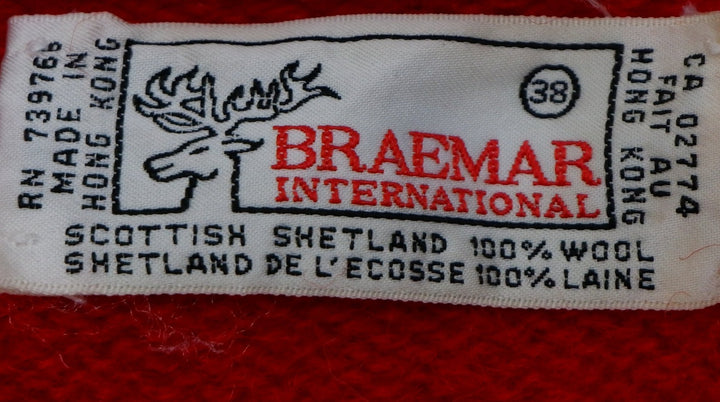 RN 73976
MADE IN
HONG KONG
38
BRAEMAR
INTERNATIONAL
CA 02774
FAIT AU
HONG KONG
SCOTTISH SHETLAND 100% WOOL
SHETLAND DE L'ECOSSE 100% LAINE